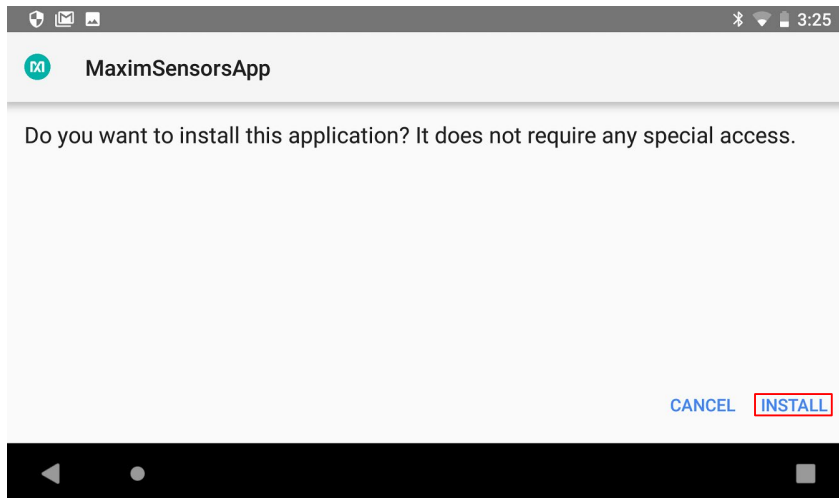 3:25
MaximSensorsApp
Do you want to install this application? It does not require any special access.
CANCEL INSTALL